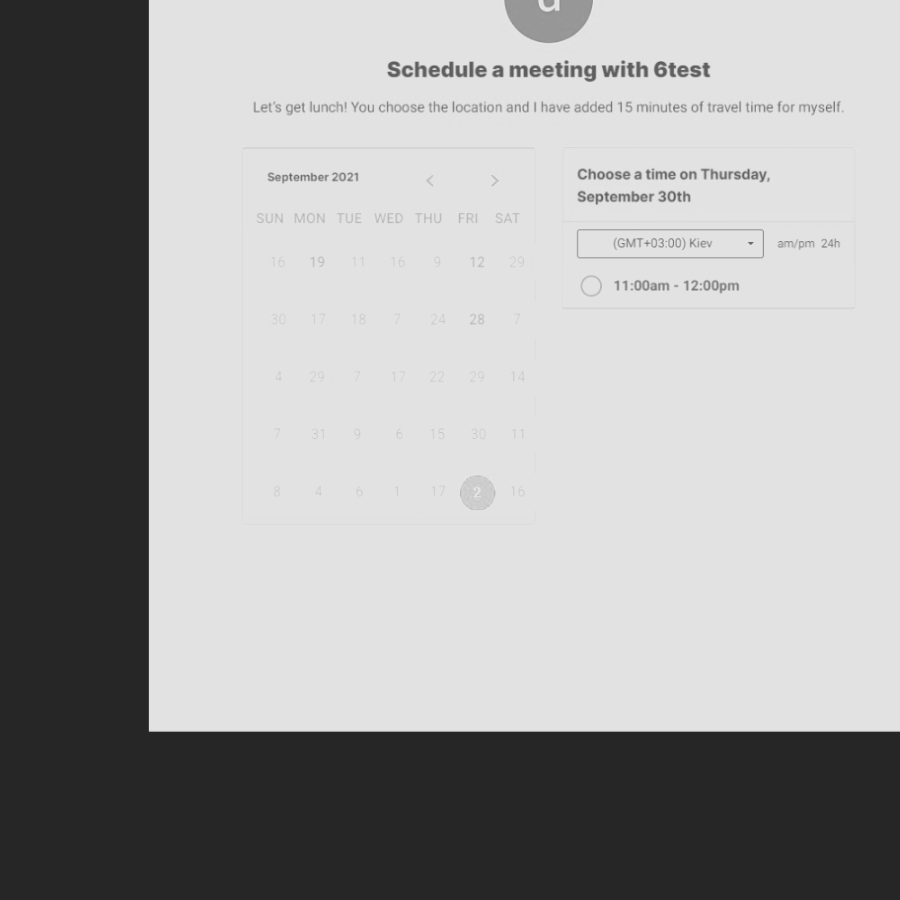 Schedule a meeting with 6test
Let's get lunch! You choose the location and I have added 15 minutes of travel time for myself.
September 2021
SUN MON TUE WED THU FRI SAT
16 19 11 16 9 12 29
30 17 18 7 24 28 7
4 29 7 17 22 29 14
7 31 9 6 15 30 11
8 4 6 1 17 2 16
Choose a time on Thursday,
September 30th
(GMT+03:00) Kiev am/pm 24h
11:00am - 12:00pm